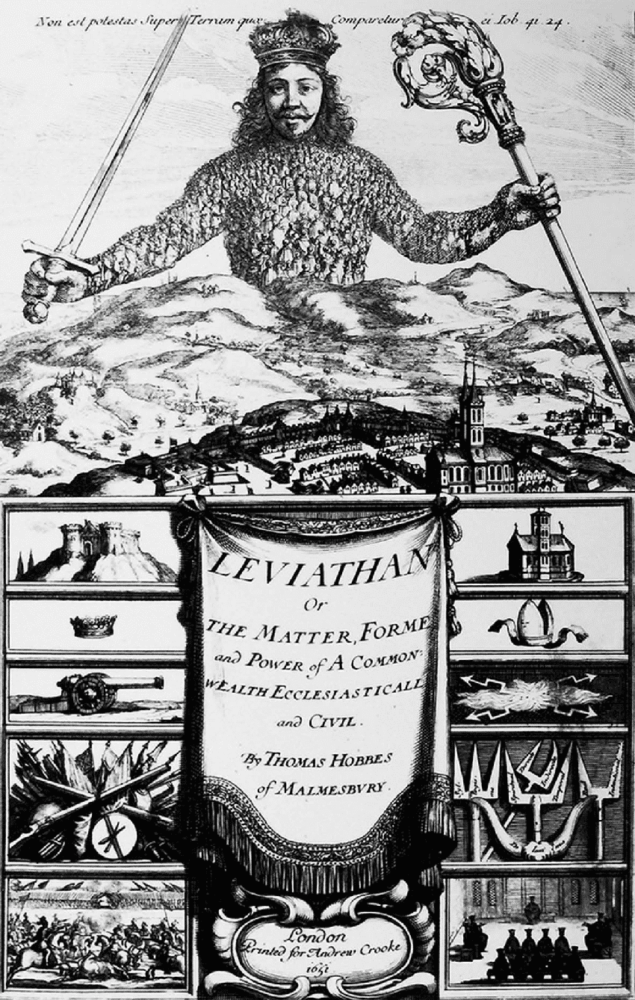 Non est potestas Super Terram quæ Comparetur ei Iob. 41. 24.
LEVIATHAN
Or
THE MATTER, FORME
and POWER of A COMMON-
WEALTH ECCLESIASTICALL
and CIVIL.
By THOMAS HOBBES
of MALMESBVRY.
London
Printed for Andrew Crooke
1651